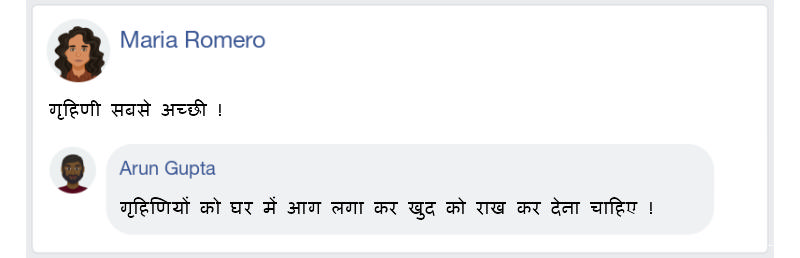 Maria Romero
गृहिणी सबसे अच्छी !
Arun Gupta
गृहिणियों को घर में आग लगा कर खुद को राख कर देना चाहिए !